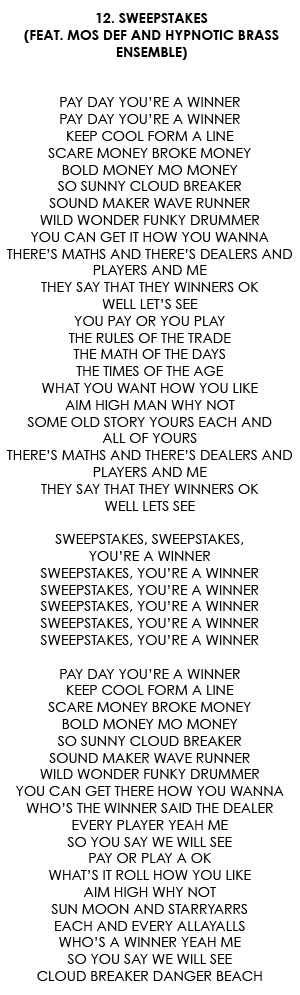 12. SWEEPSTAKES
(FEAT. MOS DEF AND HYPNOTIC BRASS
ENSEMBLE)
PAY DAY YOU'RE A WINNER
PAY DAY YOU'RE A WINNER
KEEP COOL FORM A LINE
SCARE MONEY BROKE MONEY
BOLD MONEY MO MONEY
SO SUNNY CLOUD BREAKER
SOUND MAKER WAVE RUNNER
WILD WONDER FUNKY DRUMMER
YOU CAN GET IT HOW YOU WANNA
THERE'S MATHS AND THERE'S DEALERS AND
PLAYERS AND ME
THEY SAY THAT THEY WINNERS OK
WELL LET'S SEE
YOU PAY OR YOU PLAY
THE RULES OF THE TRADE
THE MATH OF THE DAYS
THE TIMES OF THE AGE
WHAT YOU WANT HOW YOU LIKE
AIM HIGH MAN WHY NOT
SOME OLD STORY YOURS EACH AND
ALL OF YOURS
THERE'S MATHS AND THERE'S DEALERS AND
PLAYERS AND ME
THEY SAY THAT THEY WINNERS OK
WELL LETS SEE
SWEEPSTAKES, SWEEPSTAKES,
YOU'RE A WINNER
SWEEPSTAKES, YOU'RE A WINNER
SWEEPSTAKES, YOU'RE A WINNER
SWEEPSTAKES, YOU'RE A WINNER
SWEEPSTAKES, YOU'RE A WINNER
SWEEPSTAKES, YOU'RE A WINNER
PAY DAY YOU'RE A WINNER
KEEP COOL FORM A LINE
SCARE MONEY BROKE MONEY
BOLD MONEY MO MONEY
SO SUNNY CLOUD BREAKER
SOUND MAKER WAVE RUNNER
WILD WONDER FUNKY DRUMMER
YOU CAN GET THERE HOW YOU WANNA
WHO'S THE WINNER SAID THE DEALER
EVERY PLAYER YEAH ME
SO YOU SAY WE WILL SEE
PAY OR PLAY A OK
WHAT'S IT ROLL HOW YOU LIKE
AIM HIGH WHY NOT
SUN MOON AND STARRYARRS
EACH AND EVERY ALLAYALLS
WHO'S A WINNER YEAH ME
SO YOU SAY WE WILL SEE
CLOUD BREAKER DANGER BEACH